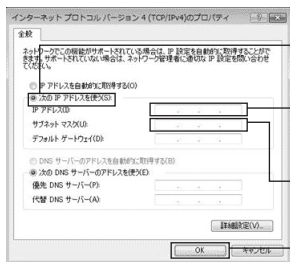 インターネット プロトコル バージョン 4 (TCP/IPv4)のプロパティ
全般
ネットワークでこの機能がサポートされている場合は、IP 設定を自動的に取得することがで
きます。サポートされていない場合は、ネットワーク管理者に適切な IP 設定を問い合わせ
てください。
IP アドレスを自動的に取得する(O)
次の IP アドレスを使う(S):
IP アドレス(I):
サブネット マスク(U):
デフォルト ゲートウェイ(D):
DNS サーバーのアドレスを自動的に取得する(B)
次の DNS サーバーのアドレスを使う(E):
優先 DNS サーバー(P):
代替 DNS サーバー(A):
詳細設定(V)...
OK
キャンセル